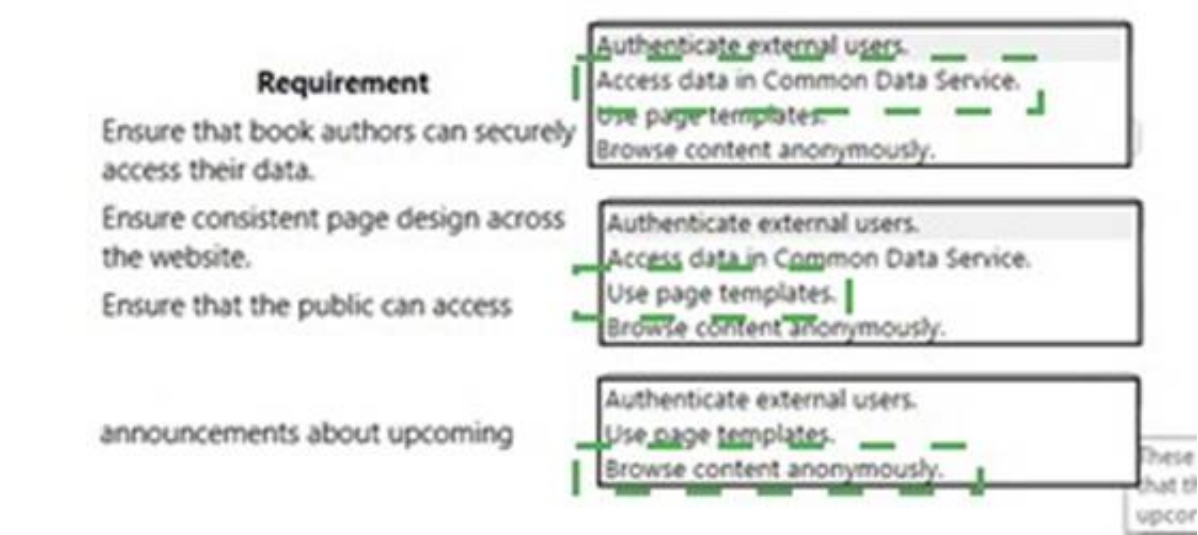 Requirement
Ensure that book authors can securely
access their data.
Ensure consistent page design across
the website.
Ensure that the public can access
announcements about upcoming
Authenticate external users.
Access data in Common Data Service.
Use page templates.
Browse content anonymously.
Authenticate external users.
Access data in Common Data Service.
Use page templates.
Browse content anonymously.
Authenticate external users.
Use page templates.
Browse content anonymously.
These
that th
upcor